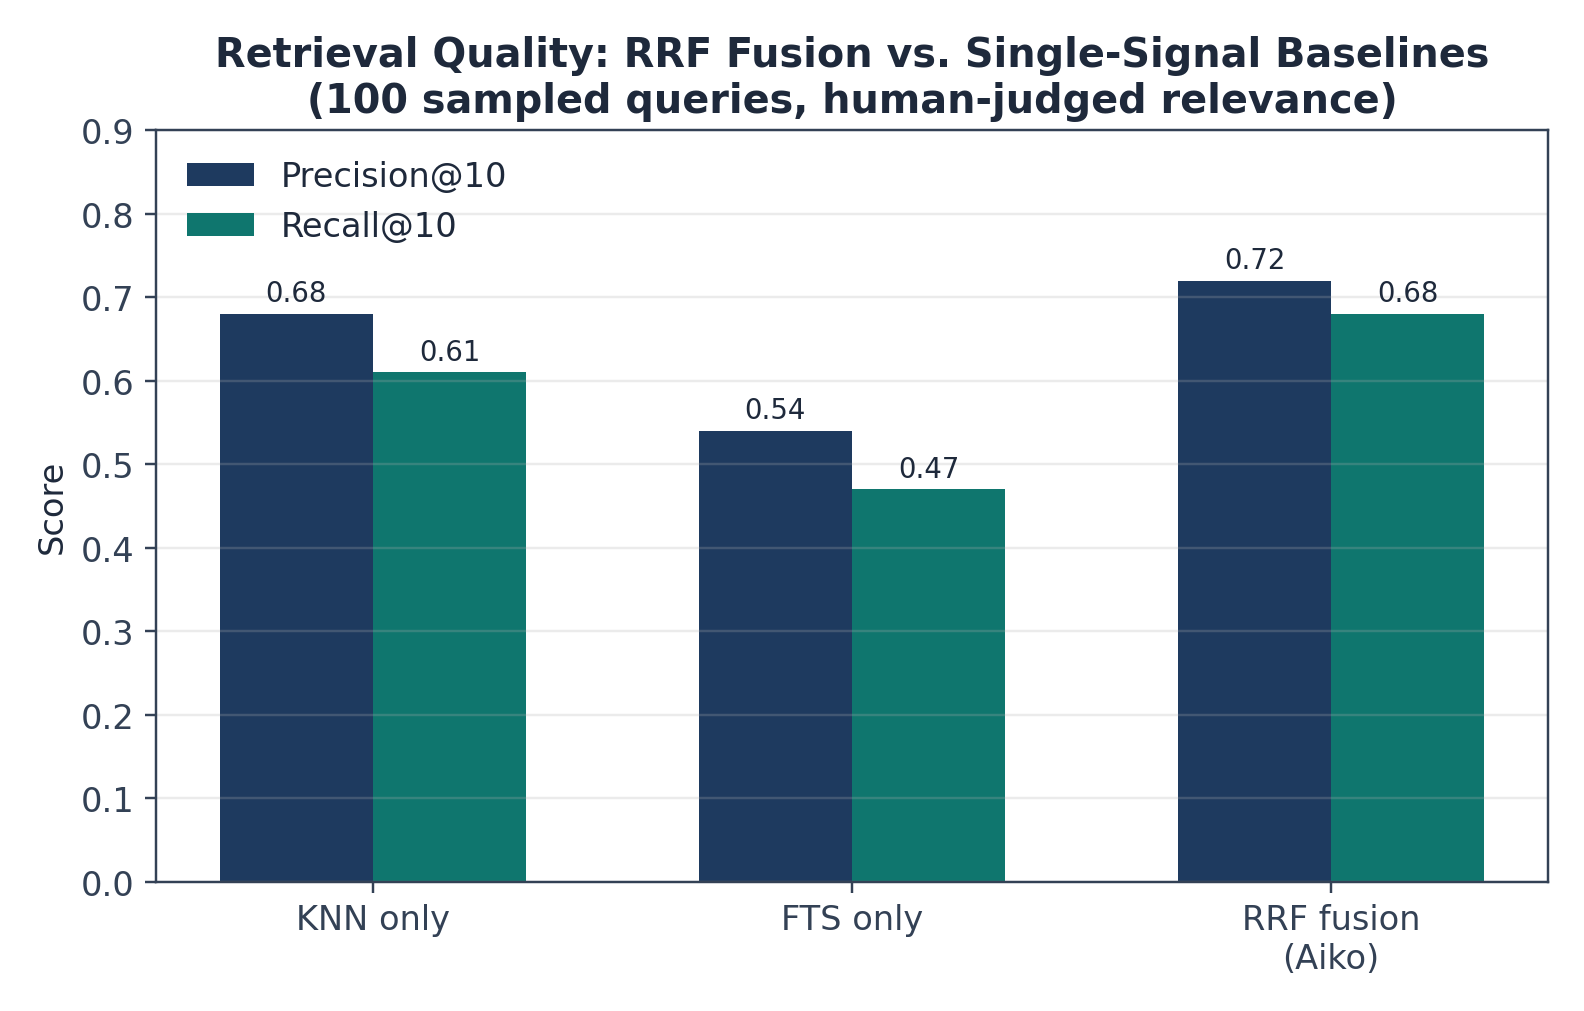 Retrieval Quality: RRF Fusion vs. Single-Signal Baselines
(100 sampled queries, human-judged relevance)
Precision@10
Recall@10
Score
0.9
0.8
0.7
0.6
0.5
0.4
0.3
0.2
0.1
0.0
0.68
0.61
0.54
0.47
0.72
0.68
KNN only
FTS only
RRF fusion
(Aiko)